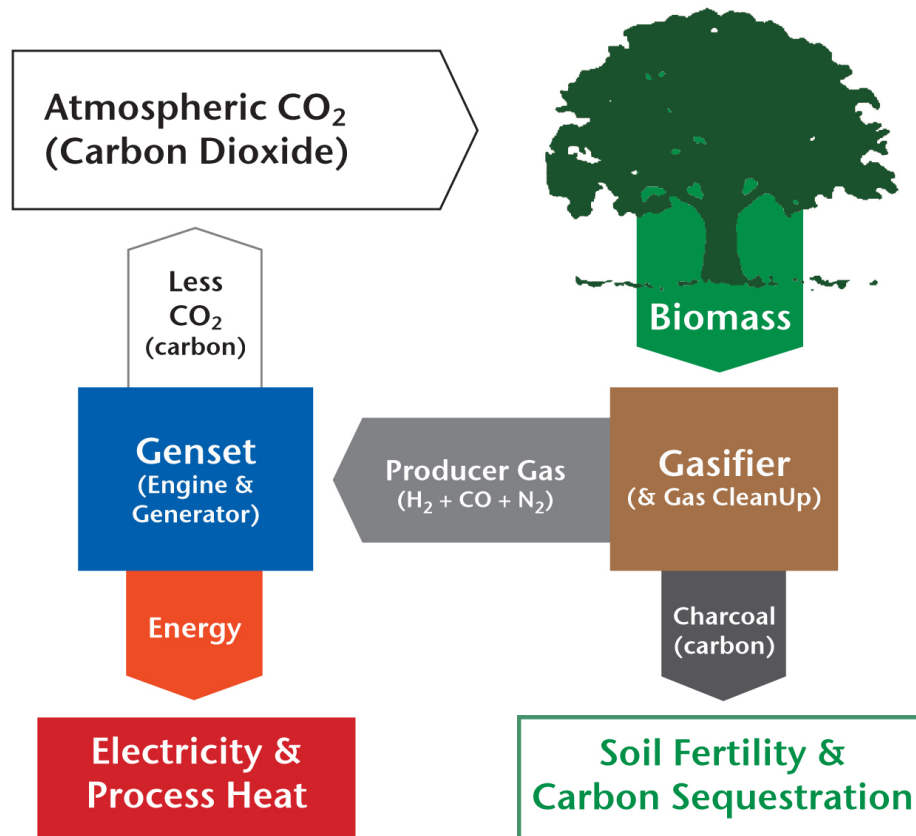 Atmospheric CO₂
(Carbon Dioxide)
Less
CO₂
(carbon)
Biomass
Genset
(Engine &
Generator)
Producer Gas
(H₂ + CO + N₂)
Gasifier
(& Gas CleanUp)
Energy
Charcoal
(carbon)
Electricity &
Process Heat
Soil Fertility &
Carbon Sequestration